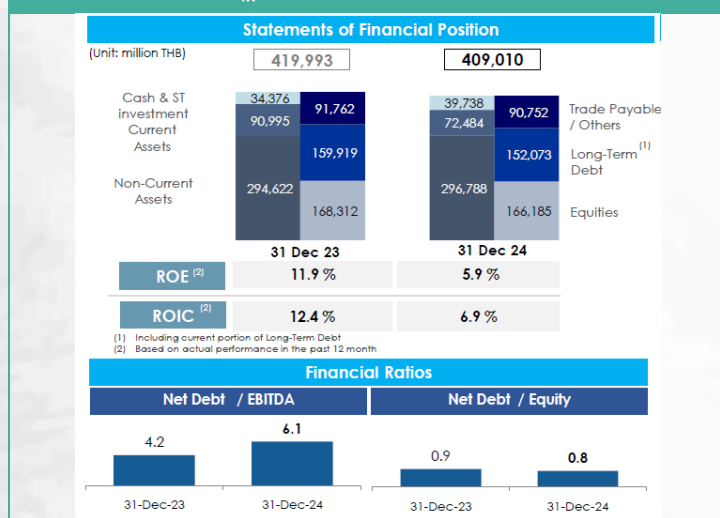 Statements of Financial Position
(Unit: million THB)
419,993
409,010
Cash & ST
investment
Current
Assets
Non-Current
Assets
34,376
90,995
294,622
91,762
159,919
168,312
39,738
72,484
296,788
90,752
152,073
166,185
Trade Payable
/ Others
Long-Term (1)
Debt
Equities
31 Dec 23
31 Dec 24
ROE (2)
11.9 %
5.9 %
ROIC (2)
12.4 %
6.9 %
(1) Including current portion of Long-Term Debt
(2) Based on actual performance in the past 12 month
Financial Ratios
Net Debt / EBITDA
Net Debt / Equity
4.2
6.1
0.9
0.8
31-Dec-23
31-Dec-24
31-Dec-23
31-Dec-24